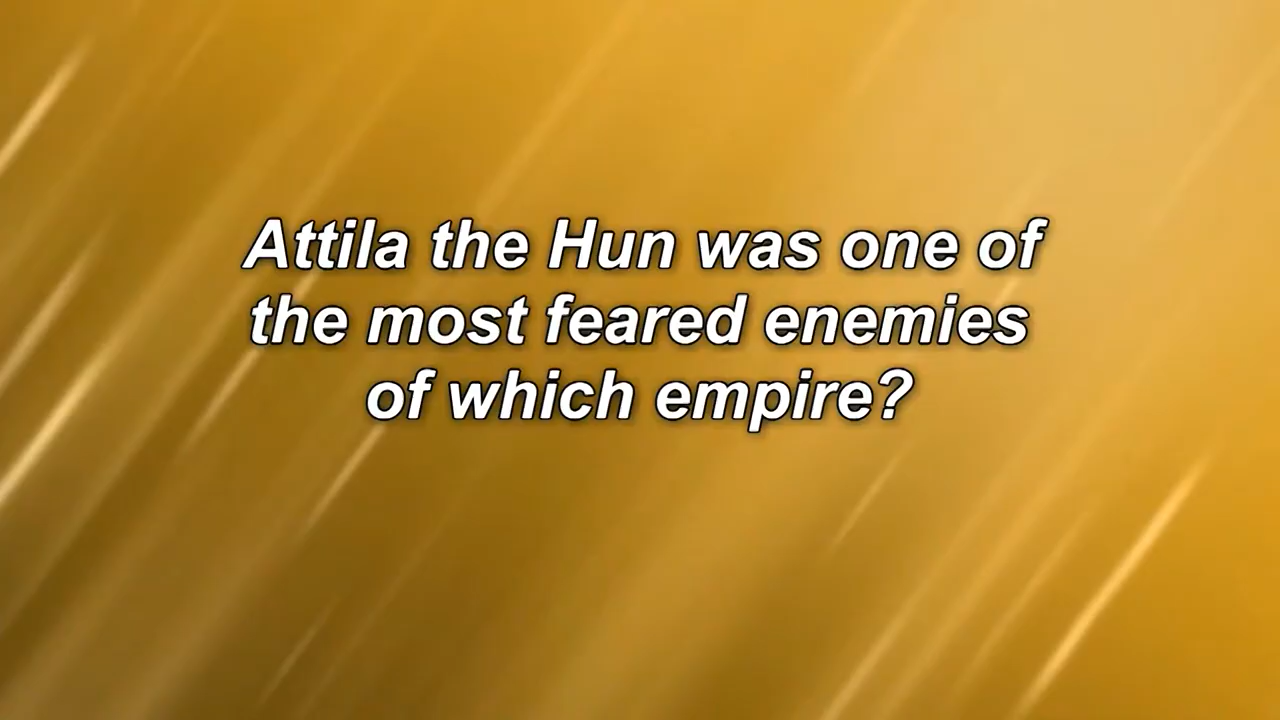 Attila the Hun was one of
the most feared enemies
of which empire?